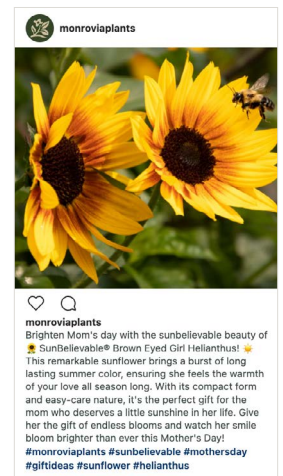 monroviaplants
monroviaplants
Brighten Mom's day with the sunbelievable beauty of
🌻 SunBelievable® Brown Eyed Girl Helianthus! ☀️
This remarkable sunflower brings a burst of long
lasting summer color, ensuring she feels the warmth
of your love all season long. With its compact form
and easy-care nature, it's the perfect gift for the
mom who deserves a little sunshine in her life. Give
her the gift of endless blooms and watch her smile
bloom brighter than ever this Mother's Day!
#monroviaplants #sunbelievable #mothersday
#giftideas #sunflower #helianthus